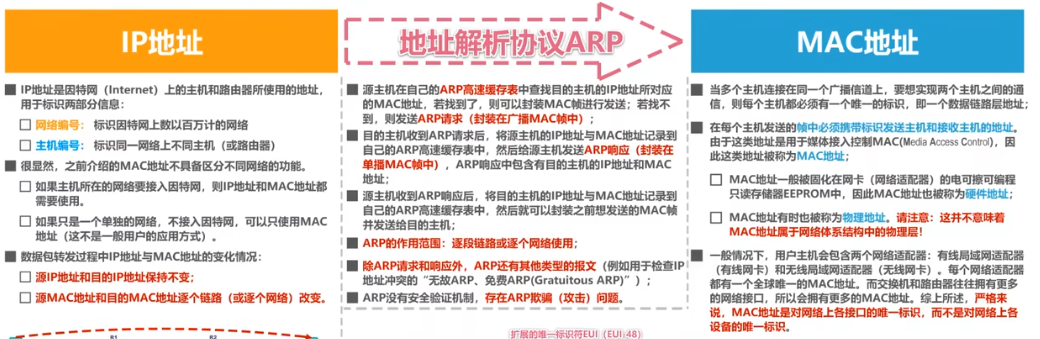 IP地址
■ IP地址是因特网（Internet）上的主机和路由器所使用的地址，
用于标识两部分信息：
□ 网络编号： 标识因特网上数以百万计的网络
□ 主机编号： 标识同一网络上不同主机（或路由器）
■ 很显然，之前介绍的MAC地址不具备区分不同网络的功能。
□ 如果主机所在的网络要接入因特网，则IP地址和MAC地址都
需要使用。
□ 如果只是一个单独的网络，不接入因特网，可以只使用MAC
地址（这不是一般用户的应用方式）。
■ 数据包转发过程中IP地址与MAC地址的变化情况：
□ 源IP地址和目的IP地址保持不变；
□ 源MAC地址和目的MAC地址逐个链路（或逐个网络）改变。
R1
R2
地址解析协议ARP
■ 源主机在自己的ARP高速缓存表中查找目的主机的IP地址所对应
的MAC地址，若找到了，则可以封装MAC帧进行发送；若找不
到，则发送ARP请求（封装在广播MAC帧中）；
■ 目的主机收到ARP请求后，将源主机的IP地址与MAC地址记录到
自己的ARP高速缓存表中，然后给源主机发送ARP响应（封装在
单播MAC帧中），ARP响应中包含有目的主机的IP地址和MAC
地址；
■ 源主机收到ARP响应后，将目的主机的IP地址与MAC地址记录到
自己的ARP高速缓存表中，然后就可以封装之前想发送的MAC帧
并发送给目的主机；
■ ARP的作用范围：逐段链路或逐个网络使用；
■ 除ARP请求和响应外，ARP还有其他类型的报文（例如用于检查IP
地址冲突的“无故ARP、免费ARP(Gratuitous ARP)”）；
■ ARP没有安全验证机制，存在ARP欺骗（攻击）问题。
扩展的唯一标识符EUI（EUI-48）
MAC地址
■ 当多个主机连接在同一个广播信道上，要想实现两个主机之间的通
信，则每个主机都必须有一个唯一的标识，即一个数据链路层地址；
■ 在每个主机发送的帧中必须携带标识发送主机和接收主机的地址。
由于这类地址是用于媒体接入控制MAC(Media Access Control)，因
此这类地址被称为MAC地址；
□ MAC地址一般被固化在网卡（网络适配器）的电可擦可编程
只读存储器EEPROM中，因此MAC地址也被称为硬件地址；
□ MAC地址有时也被称为物理地址。请注意：这并不意味着
MAC地址属于网络体系结构中的物理层！
■ 一般情况下，用户主机会包含两个网络适配器：有线局域网适配器
（有线网卡）和无线局域网适配器（无线网卡）。每个网络适配器
都有一个全球唯一的MAC地址。而交换机和路由器往往拥有更多
的网络接口，所以会拥有更多的MAC地址。综上所述，严格来
说，MAC地址是对网络上各接口的唯一标识，而不是对网络上各
设备的唯一标识。